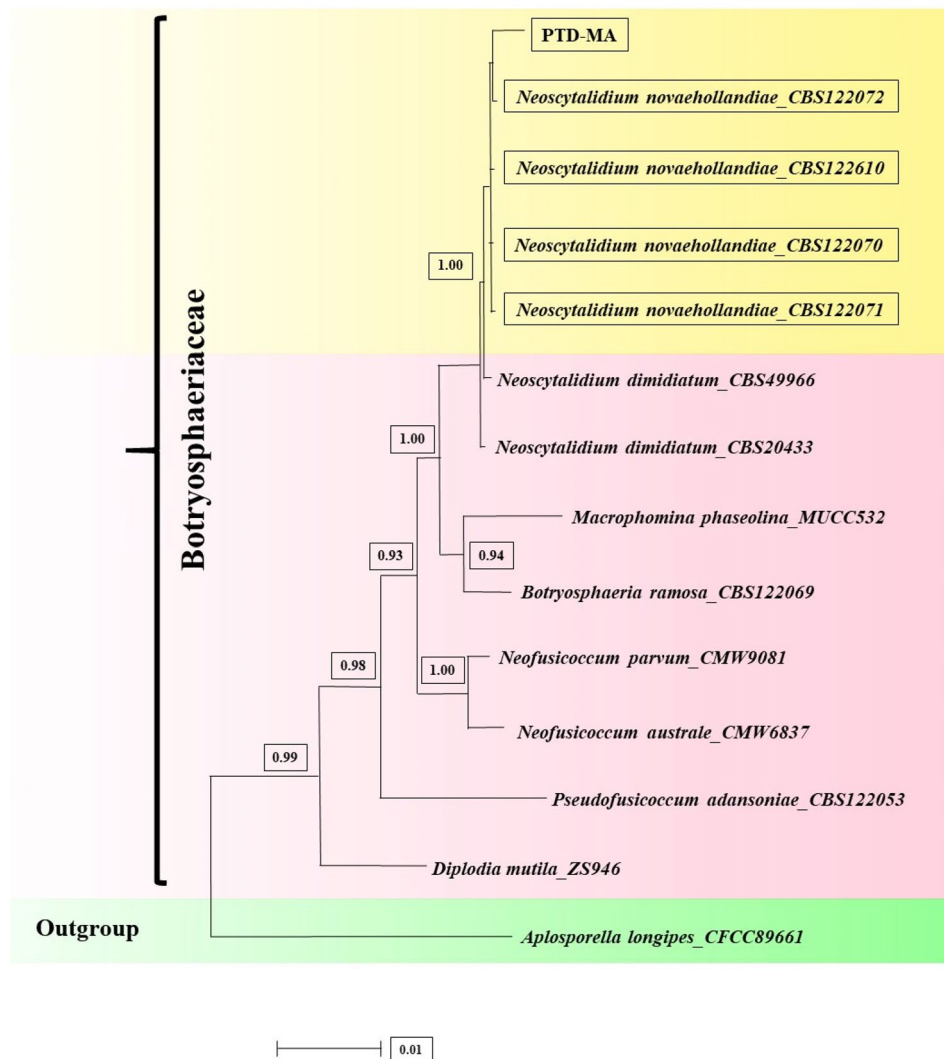 PTD-MA
Neoscytalidium novaehollandiae_CBS122072
Neoscytalidium novaehollandiae_CBS122610
Neoscytalidium novaehollandiae_CBS122070
1.00
Neoscytalidium novaehollandiae_CBS122071
Botryosphaeriaceae
Neoscytalidium dimidiatum_CBS49966
1.00
Neoscytalidium dimidiatum_CBS20433
Macrophomina phaseolina_MUCC532
0.93
0.94
Botryosphaeria ramosa_CBS122069
Neofusicoccum parvum_CMW9081
0.98
1.00
Neofusicoccum australe_CMW6837
0.99
Pseudofusicoccum adansoniae_CBS122053
Diplodia mutila_ZS946
Outgroup
Aplosporella longipes_CFCC89661
0.01